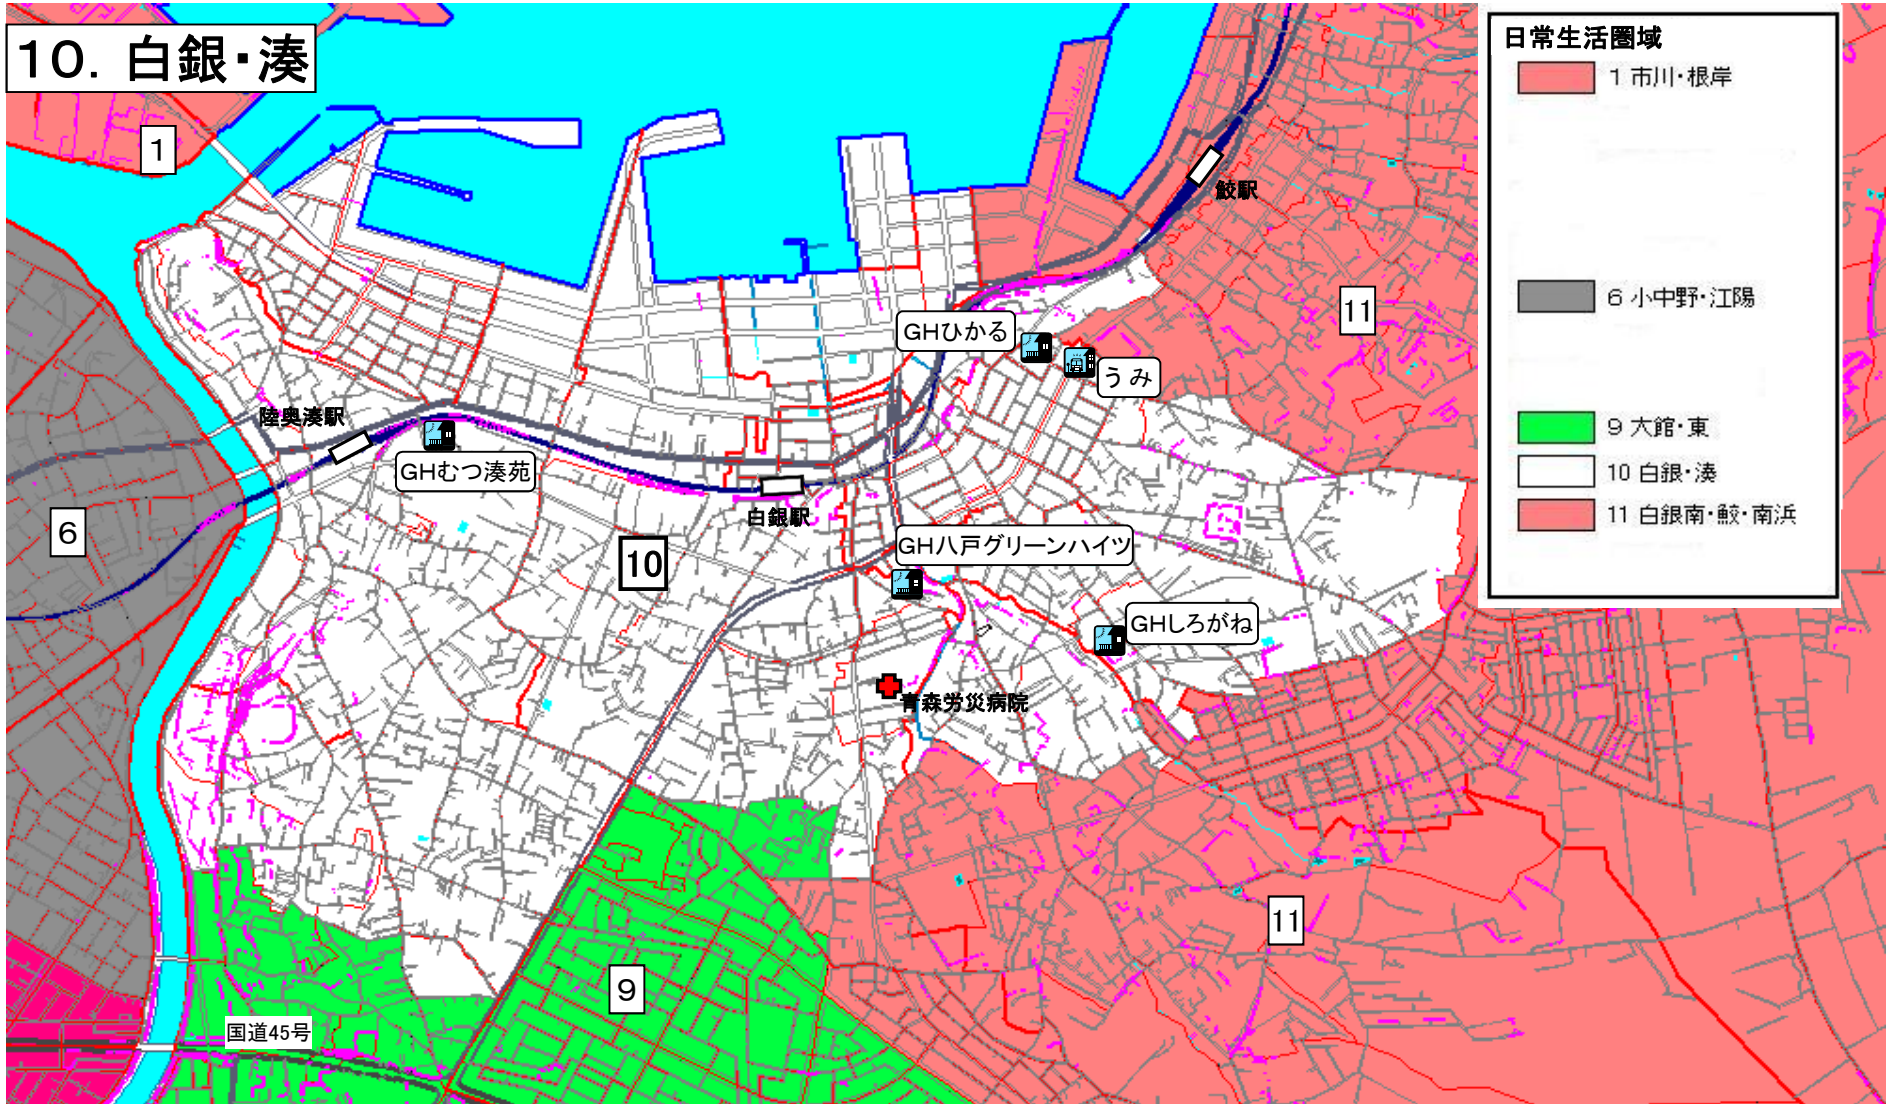 10．白銀・湊
日常生活圏域
1 市川・根岸
6 小中野・江陽
9 大館・東
10 白銀・湊
11 白銀南・鮫・南浜
1
鮫駅
11
GHひかる
うみ
陸奥湊駅
GHむつ湊苑
白銀駅
6
10
GH八戸グリーンハイツ
GHしろがね
青森労災病院
11
9
国道45号